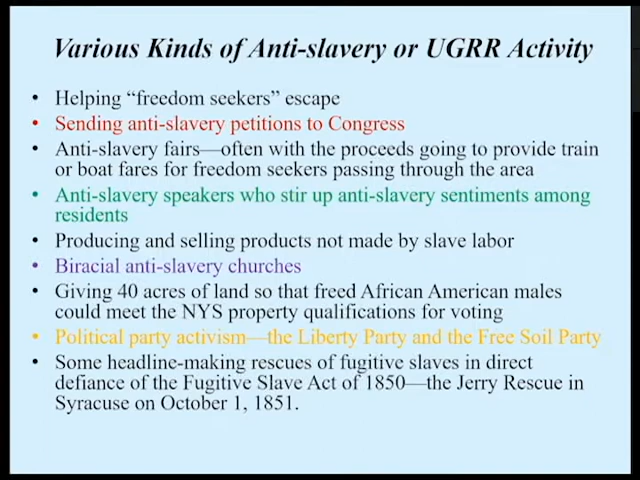 Various Kinds of Anti-slavery or UGRR Activity
• Helping “freedom seekers” escape
• Sending anti-slavery petitions to Congress
• Anti-slavery fairs—often with the proceeds going to provide train
or boat fares for freedom seekers passing through the area
• Anti-slavery speakers who stir up anti-slavery sentiments among
residents
• Producing and selling products not made by slave labor
• Biracial anti-slavery churches
• Giving 40 acres of land so that freed African American males
could meet the NYS property qualifications for voting
• Political party activism—the Liberty Party and the Free Soil Party
• Some headline-making rescues of fugitive slaves in direct
defiance of the Fugitive Slave Act of 1850—the Jerry Rescue in
Syracuse on October 1, 1851.